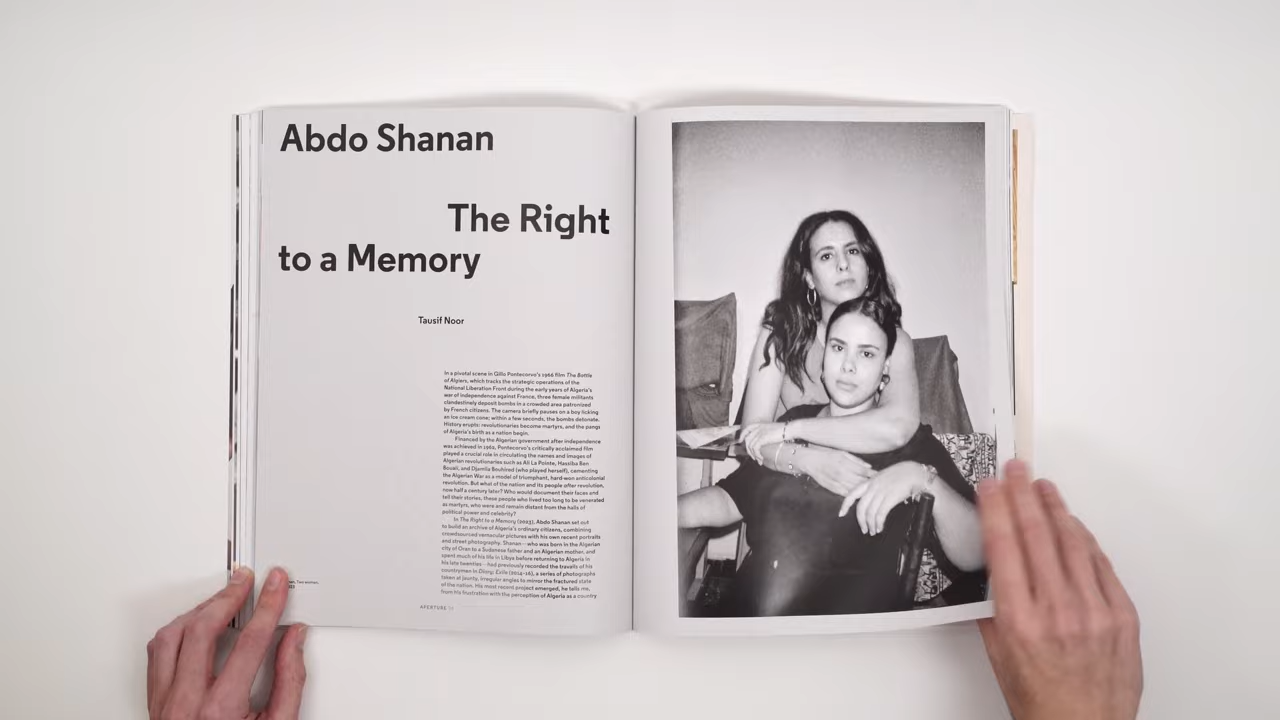 Abdo Shanan
The Right
to a Memory
Tausif Noor
In a pivotal scene in Gillo Pontecorvo's 1966 film The Battle
of Algiers, which tracks the strategic operations of the
National Liberation Front during the early years of Algeria's
war of independence against France, three female militants
clandestinely deposit bombs in a crowded area patronized
by French citizens. The camera briefly pauses on a boy licking
an ice cream cone; within a few seconds, the bombs detonate.
History erupts: revolutionaries become martyrs, and the pangs
of Algeria's birth as a nation begin.
Financed by the Algerian government after independence
was achieved in 1962, Pontecorvo's critically acclaimed film
played a crucial role in circulating the names and images of
Algerian revolutionaries such as Ali La Pointe, Hassiba Ben
Bouali, and Djamila Bouhired (who played herself), cementing
the Algerian War as a model of triumphant, hard-won anticolonial
revolution. But what of the nation and its people after revolution,
now half a century later? Who would document their faces and
tell their stories, these people who lived too long to be venerated
as martyrs, who were and remain distant from the halls of
political power and celebrity?
In The Right to a Memory (2023), Abdo Shanan set out
to build an archive of Algeria's ordinary citizens, combining
crowdsourced vernacular pictures with his own recent portraits
and street photography. Shanan—who was born in the Algerian
city of Oran to a Sudanese father and an Algerian mother, and
spent much of his life in Libya before returning to Algeria in
his late twenties—had previously recorded the travails of his
countrymen in Diary: Exile (2014–16), a series of photographs
taken at jaunty, irregular angles to mirror the fractured state
of the nation. His most recent project emerged, he tells me,
from his frustration with the perception of Algeria as a country
Two women,
APERTURE